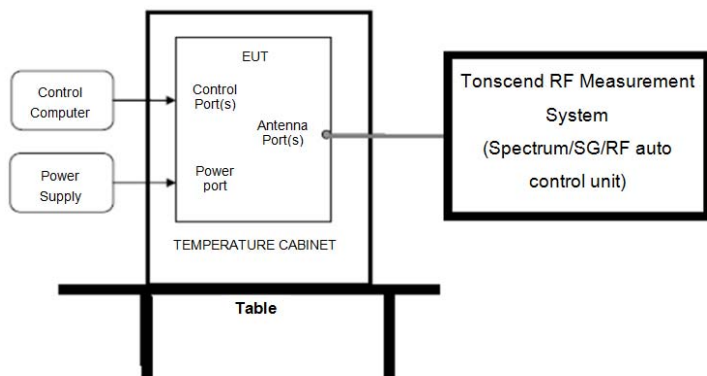 EUT
Control
Computer
Control
Port(s)
Antenna
Port(s)
Power
Supply
Power
port
TEMPERATURE CABINET
Table
Tonscend RF Measurement
System
(Spectrum/SG/RF auto
control unit)